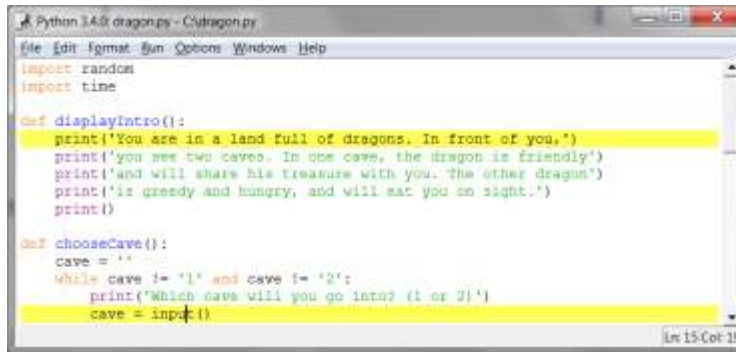 Python 3.4.0: dragon.py - C:\dragon.py
File Edit Format Run Options Windows Help
import random
import time
def displayIntro():
    print('You are in a land full of dragons. In front of you,')
    print('you see two caves. In one cave, the dragon is friendly')
    print('and will share his treasure with you. The other dragon')
    print('is greedy and hungry, and will eat you on sight.')
    print()
def chooseCave():
    cave = ''
    while cave != '1' and cave != '2':
        print('Which cave will you go into? (1 or 2)')
        cave = input()
Ln: 15 Col: 19